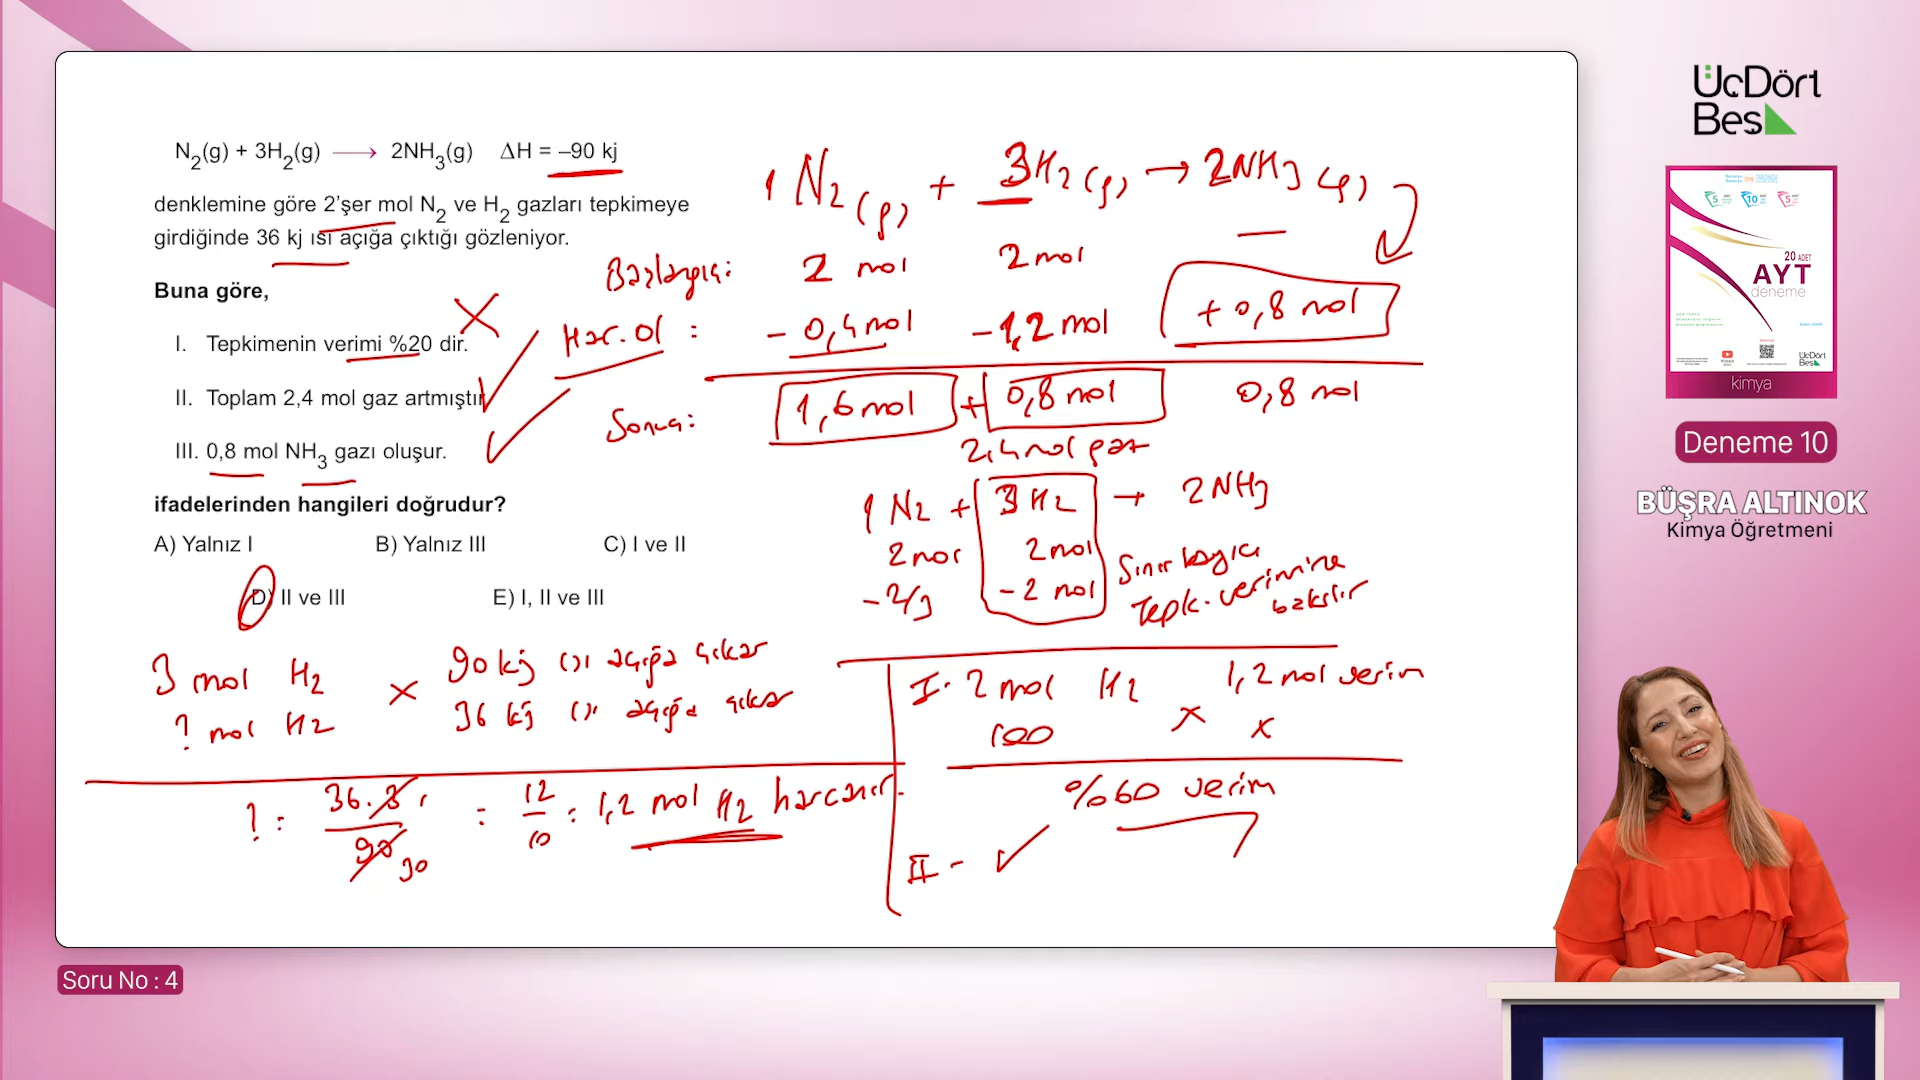 N2(g) + 3H2(g) ⟶ 2NH3(g) ΔH = –90 kj
denklemine göre 2'şer mol N2 ve H2 gazları tepkimeye
girdiğinde 36 kj ısı açığa çıktığı gözleniyor.
Buna göre,
I. Tepkimenin verimi %20 dir.
II. Toplam 2,4 mol gaz artmıştır.
III. 0,8 mol NH3 gazı oluşur.
ifadelerinden hangileri doğrudur?
A) Yalnız I B) Yalnız III C) I ve II
D) II ve III E) I, II ve III
1 N2(g) + 3H2(g) → 2NH3(g)
Başlangıç: 2 mol 2 mol —
Har. Ol : - 0,4 mol - 1,2 mol + 0,8 mol
Sonuç: 1,6 mol + 0,8 mol 0,8 mol
2,4 mol gaz
1 N2 + 3 H2 → 2NH3
2 mol 2 mol Sınırlayıcı
- 2/3 - 2 mol Tepk. verimine
bakılır
3 mol H2 × 90 kj ısı açığa çıkar
? mol H2 36 kj ısı açığa çıkar
? = 36.3 / 90 30 = 12 / 10 = 1,2 mol H2 harcanır.
I. 2 mol H2 1,2 mol verim
100 × x
%60 verim
II - ✓
ÜçDört
Beş
20 ADET
AYT
deneme
ÜçDört
Beş
kimya
Deneme 10
BÜŞRA ALTINOK
Kimya Öğretmeni
Soru No : 4